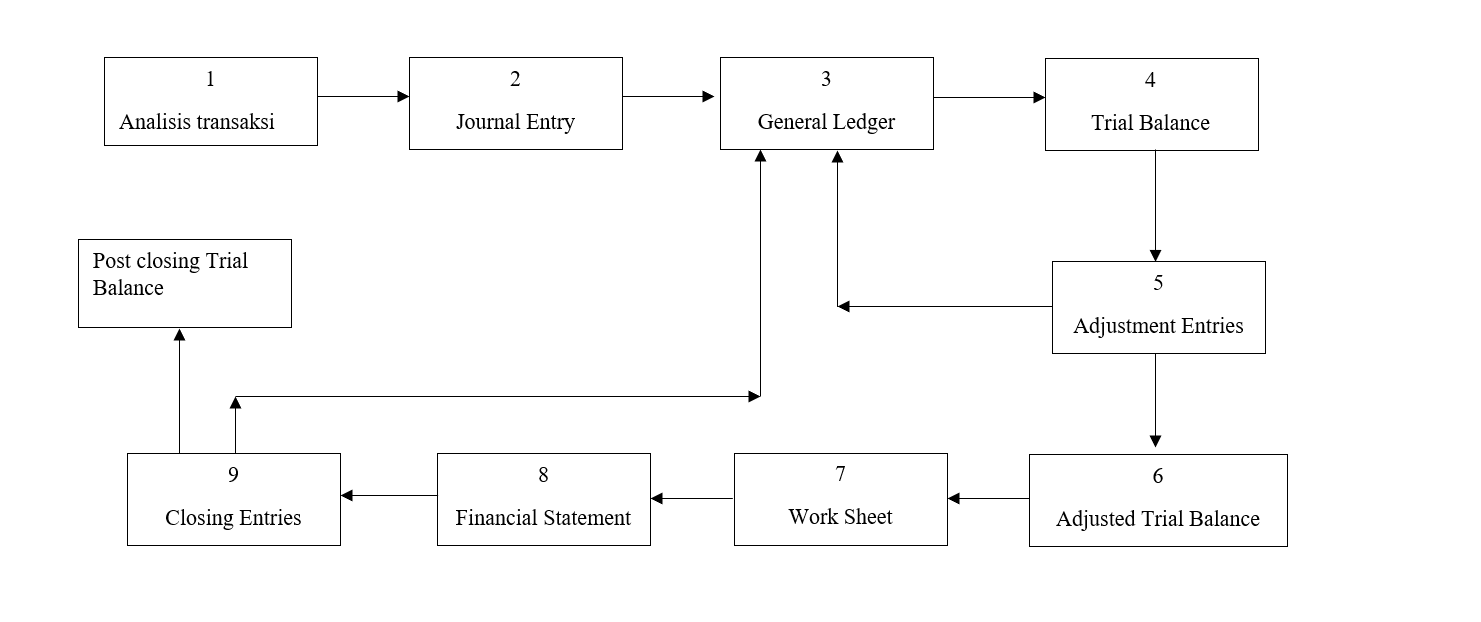 1
Analisis transaksi
2
Journal Entry
3
General Ledger
4
Trial Balance
Post closing Trial
Balance
5
Adjustment Entries
9
Closing Entries
8
Financial Statement
7
Work Sheet
6
Adjusted Trial Balance